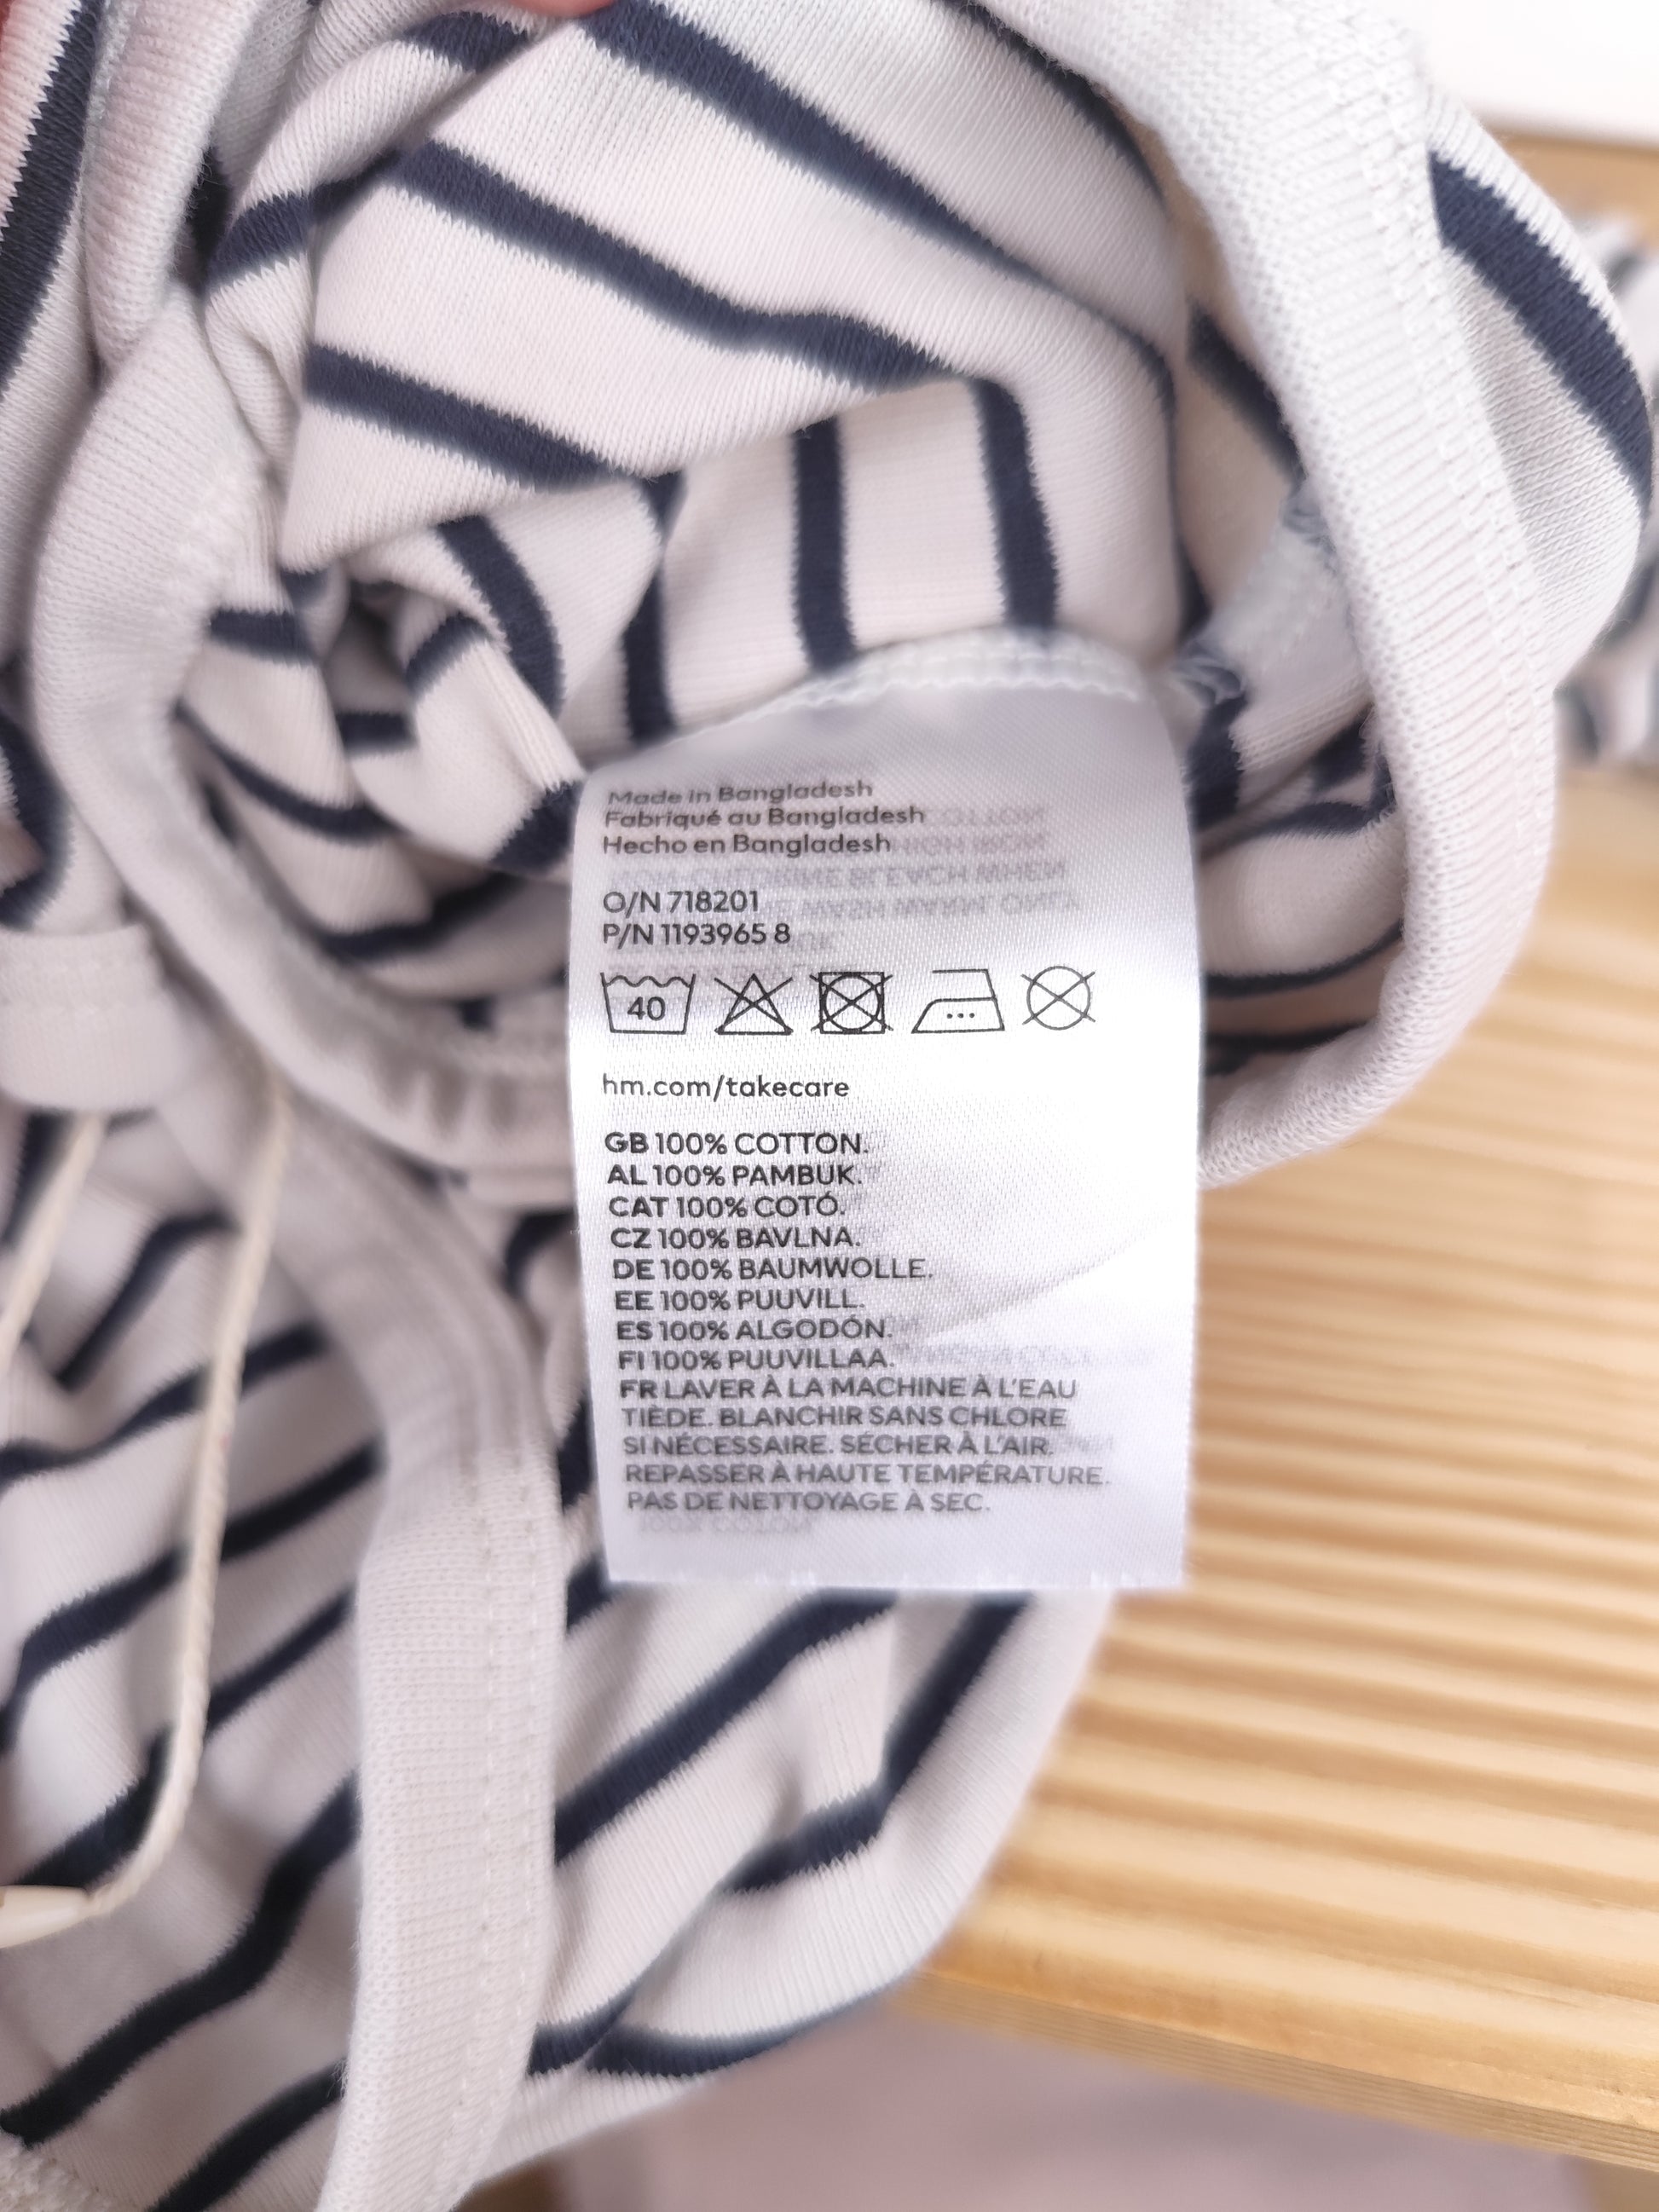 Made in Bangladesh
Fabriqué au Bangladesh
Hecho en Bangladesh
O/N 718201
P/N 1193965 8
40
hm.com/takecare
GB 100% COTTON.
AL 100% PAMBUK.
CAT 100% COTÓ.
CZ 100% BAVLNA.
DE 100% BAUMWOLLE.
EE 100% PUUVILL.
ES 100% ALGODÓN.
FI 100% PUUVILLAA.
FR LAVER À LA MACHINE À L'EAU
TIÈDE. BLANCHIR SANS CHLORE
SI NÉCESSAIRE. SÉCHER À L'AIR.
REPASSER À HAUTE TEMPÉRATURE.
PAS DE NETTOYAGE À SEC.